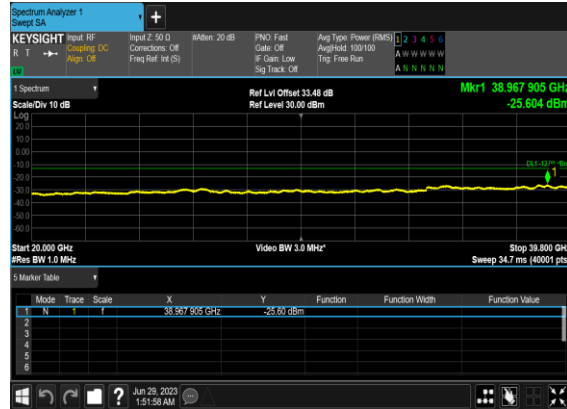 Spectrum Analyzer 1
Swept SA
+
KEYSIGHT
R T
LXI
Input: RF
Coupling: DC
Align: Off
Input Z: 50 Ω
Corrections: Off
Freq Ref: Int (S)
#Atten: 20 dB
PNO: Fast
Gate: Off
IF Gain: Low
Sig Track: Off
Avg Type: Power (RMS)
Avg|Hold: 100/100
Trig: Free Run
1 2 3 4 5 6
A W W W W W
A N N N N N
1 Spectrum
Scale/Div 10 dB
Ref Lvl Offset 33.48 dB
Ref Level 30.00 dBm
Mkr1 38.967 905 GHz
-25.604 dBm
Log
20.0
10.0
0.00
-10.0
-20.0
-30.0
-40.0
-50.0
-60.0
1
Start 20.000 GHz
#Res BW 1.0 MHz
Video BW 3.0 MHz*
Stop 39.800 GHz
Sweep 34.7 ms (40001 pts)
5 Marker Table
Mode Trace Scale X Y Function Function Width Function Value
1 N 1 f 38.967 905 GHz -25.60 dBm
2
3
4
5
6
?
Jun 29, 2023
1:51:58 AM